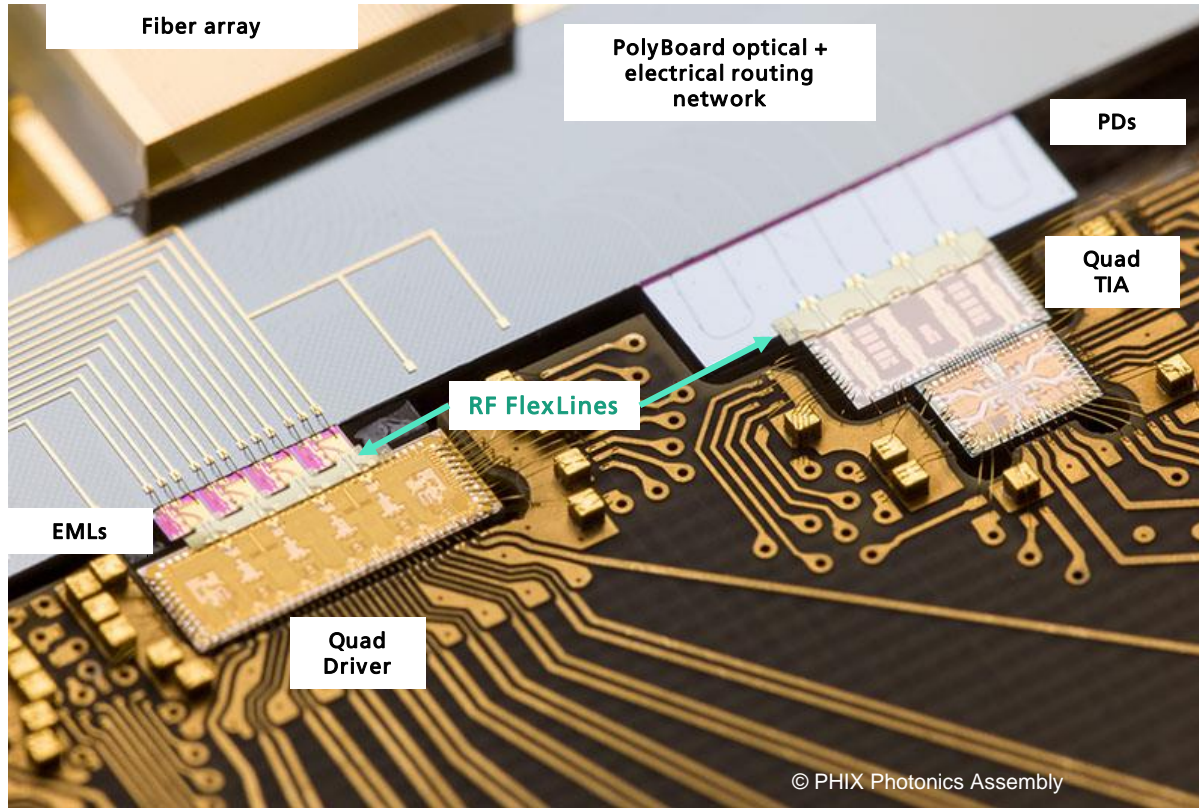 Fiber array
PolyBoard optical +
electrical routing
network
PDs
Quad
TIA
RF FlexLines
EMLs
Quad
Driver
© PHIX Photonics Assembly